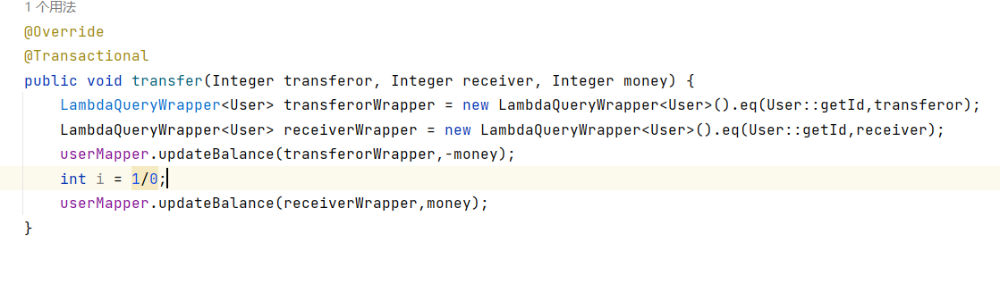 1 个用法
@Override
@Transactional
public void transfer(Integer transferor, Integer receiver, Integer money) {
    LambdaQueryWrapper<User> transferorWrapper = new LambdaQueryWrapper<User>().eq(User::getId,transferor);
    LambdaQueryWrapper<User> receiverWrapper = new LambdaQueryWrapper<User>().eq(User::getId,receiver);
    userMapper.updateBalance(transferorWrapper,-money);
    int i = 1/0;
    userMapper.updateBalance(receiverWrapper,money);
}